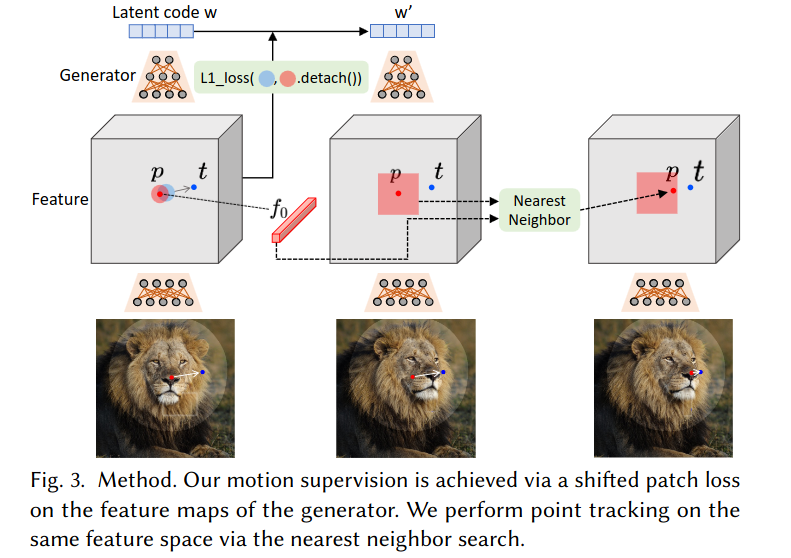 Latent code w
w’
Generator
L1_loss( , .detach())
p t
p t
p t
Feature
f₀
Nearest
Neighbor
Fig. 3. Method. Our motion supervision is achieved via a shifted patch loss
on the feature maps of the generator. We perform point tracking on the
same feature space via the nearest neighbor search.